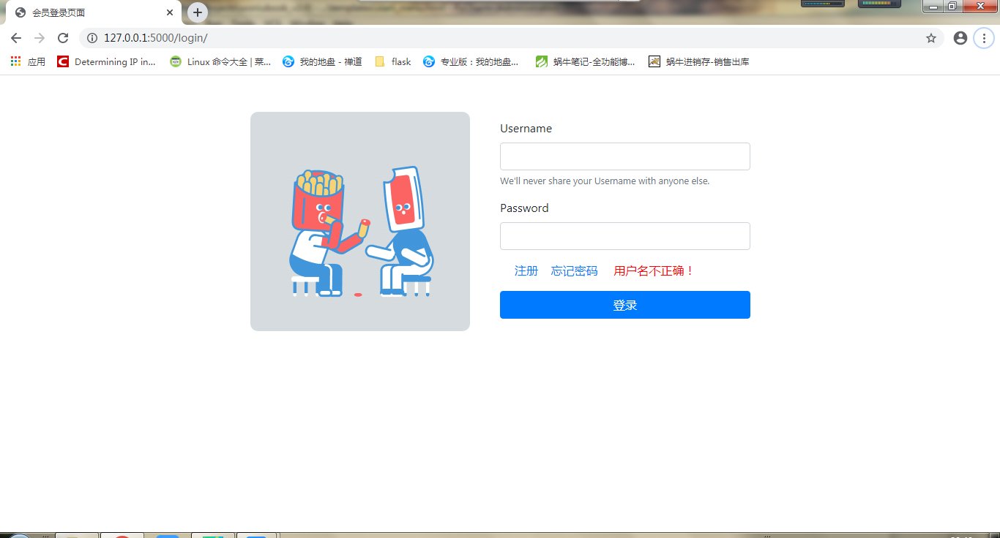 会员登录页面
127.0.0.1:5000/login/
应用 Determining IP in... Linux 命令大全 | 菜... 我的地盘 - 禅道 flask 专业版：我的地盘... 蜗牛笔记-全功能博... 蜗牛进销存-销售出库
Username
We'll never share your Username with anyone else.
Password
注册 忘记密码 用户名不正确！
登录